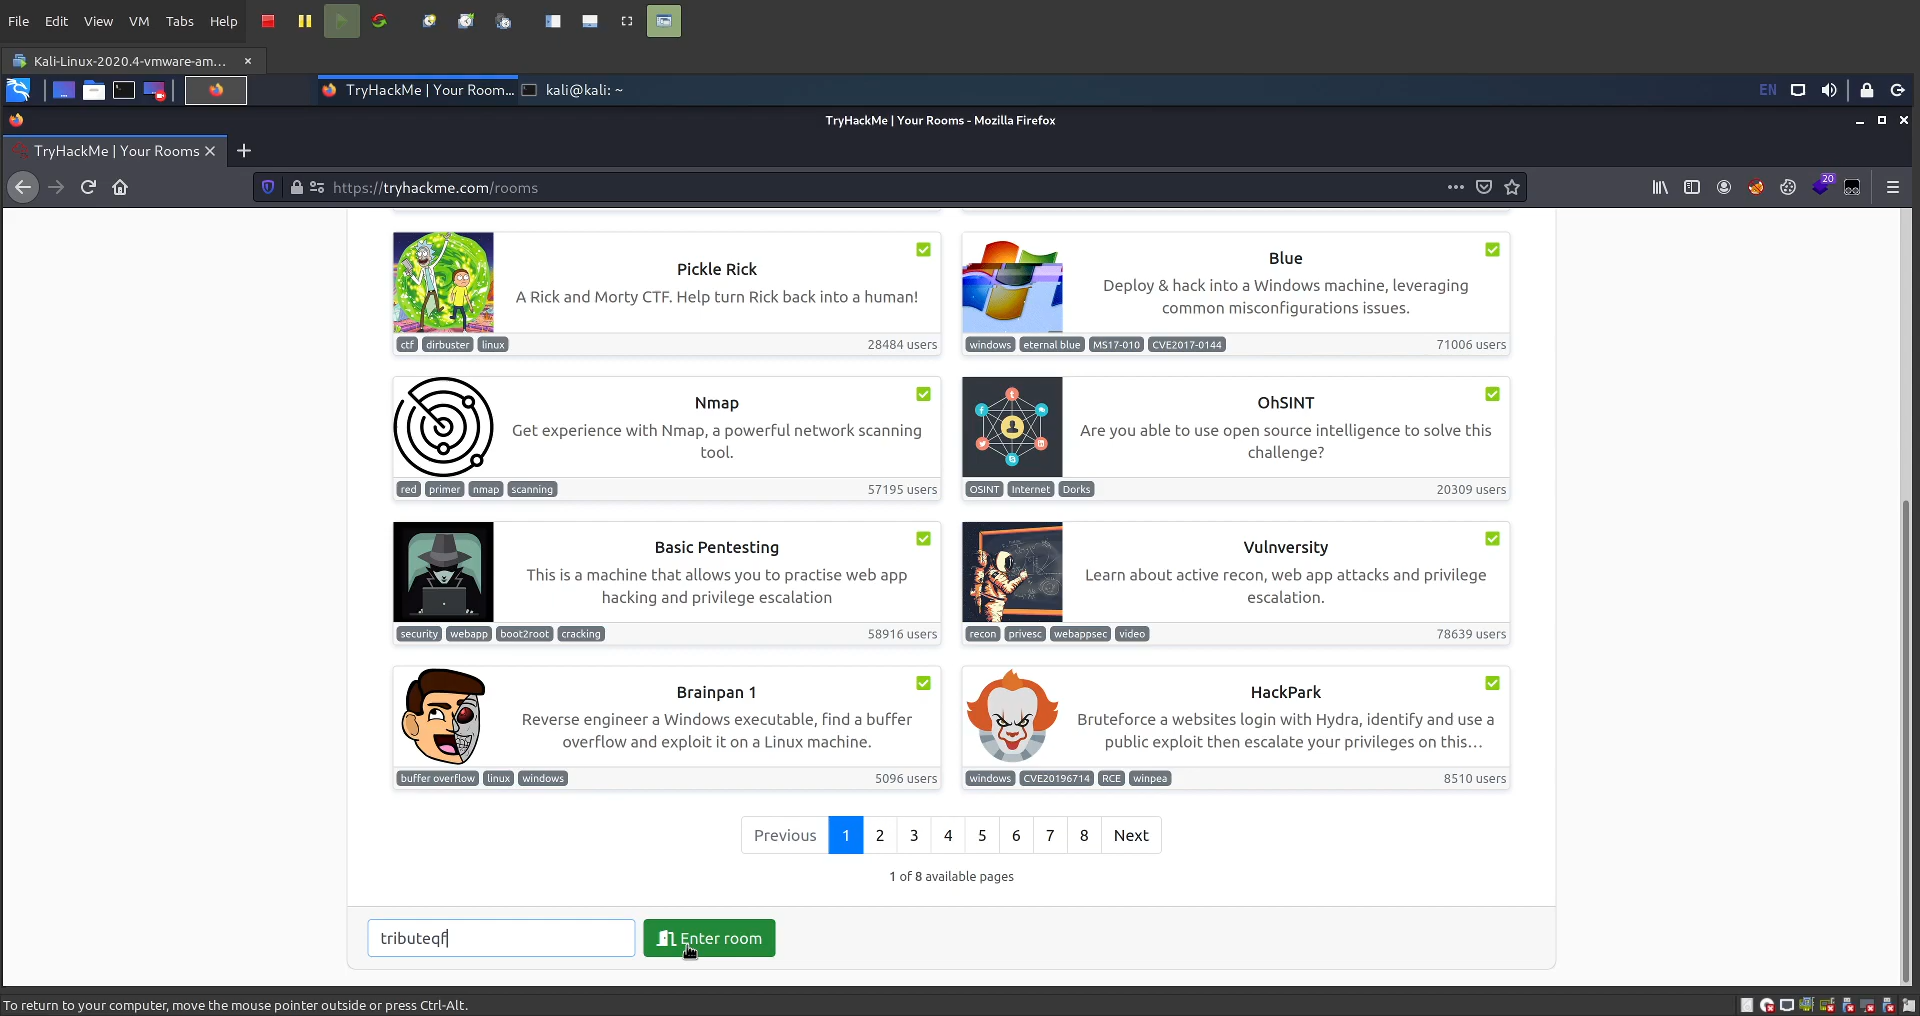 File Edit View VM Tabs Help
Kali-Linux-2020.4-vmware-am... ×
TryHackMe | Your Room... kali@kali: ~ EN
TryHackMe | Your Rooms - Mozilla Firefox
TryHackMe | Your Rooms
https://tryhackme.com/rooms 20
Pickle Rick
A Rick and Morty CTF. Help turn Rick back into a human!
ctf dirbuster linux 28484 users
Blue
Deploy & hack into a Windows machine, leveraging
common misconfigurations issues.
windows eternal blue MS17-010 CVE2017-0144 71006 users
Nmap
Get experience with Nmap, a powerful network scanning
tool.
red primer nmap scanning 57195 users
OhSINT
Are you able to use open source intelligence to solve this
challenge?
OSINT Internet Dorks 20309 users
Basic Pentesting
This is a machine that allows you to practise web app
hacking and privilege escalation
security webapp boot2root cracking 58916 users
Vulnversity
Learn about active recon, web app attacks and privilege
escalation.
recon privesc webappsec video 78639 users
Brainpan 1
Reverse engineer a Windows executable, find a buffer
overflow and exploit it on a Linux machine.
buffer overflow linux windows 5096 users
HackPark
Bruteforce a websites login with Hydra, identify and use a
public exploit then escalate your privileges on this...
windows CVE20196714 RCE winpea 8510 users
Previous 1 2 3 4 5 6 7 8 Next
1 of 8 available pages
tributeqf Enter room
To return to your computer, move the mouse pointer outside or press Ctrl-Alt.